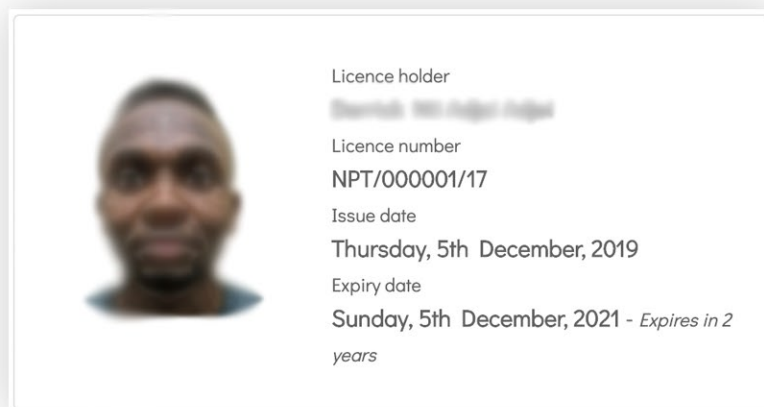 Licence holder
Licence number
NPT/000001/17
Issue date
Thursday, 5th December, 2019
Expiry date
Sunday, 5th December, 2021 - Expires in 2
years